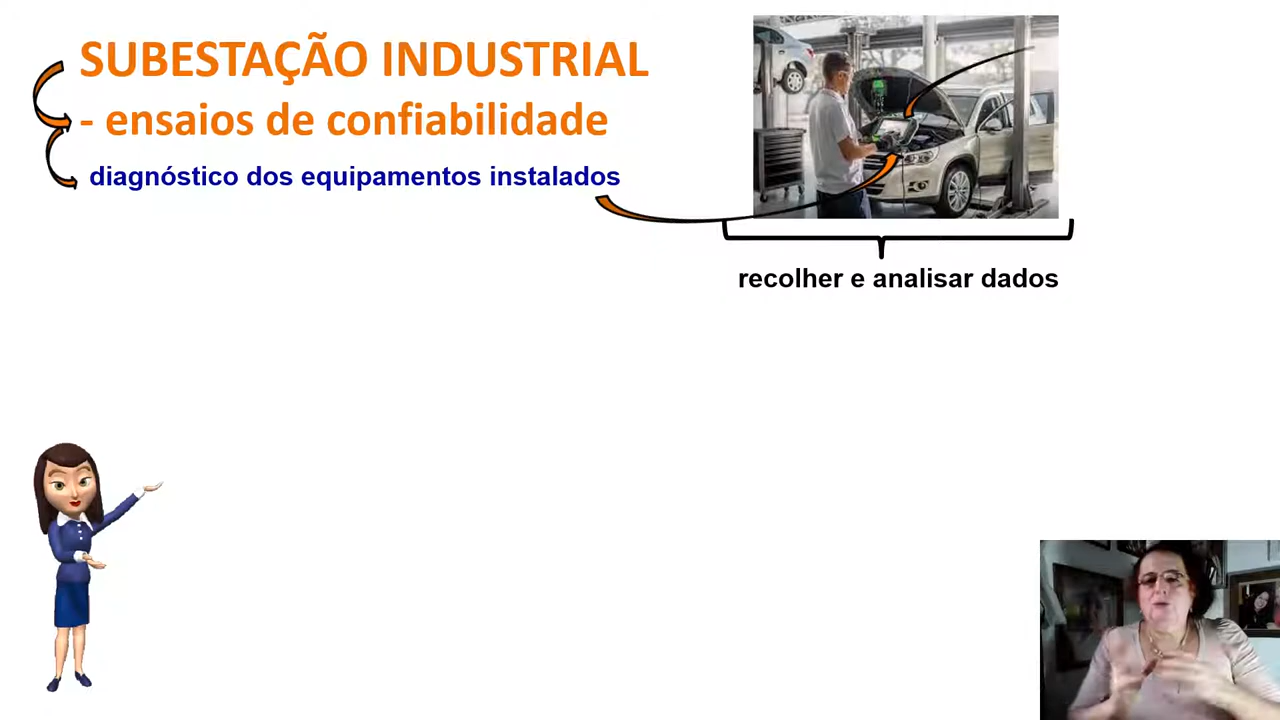 SUBESTAÇÃO INDUSTRIAL
- ensaios de confiabilidade
diagnóstico dos equipamentos instalados
recolher e analisar dados